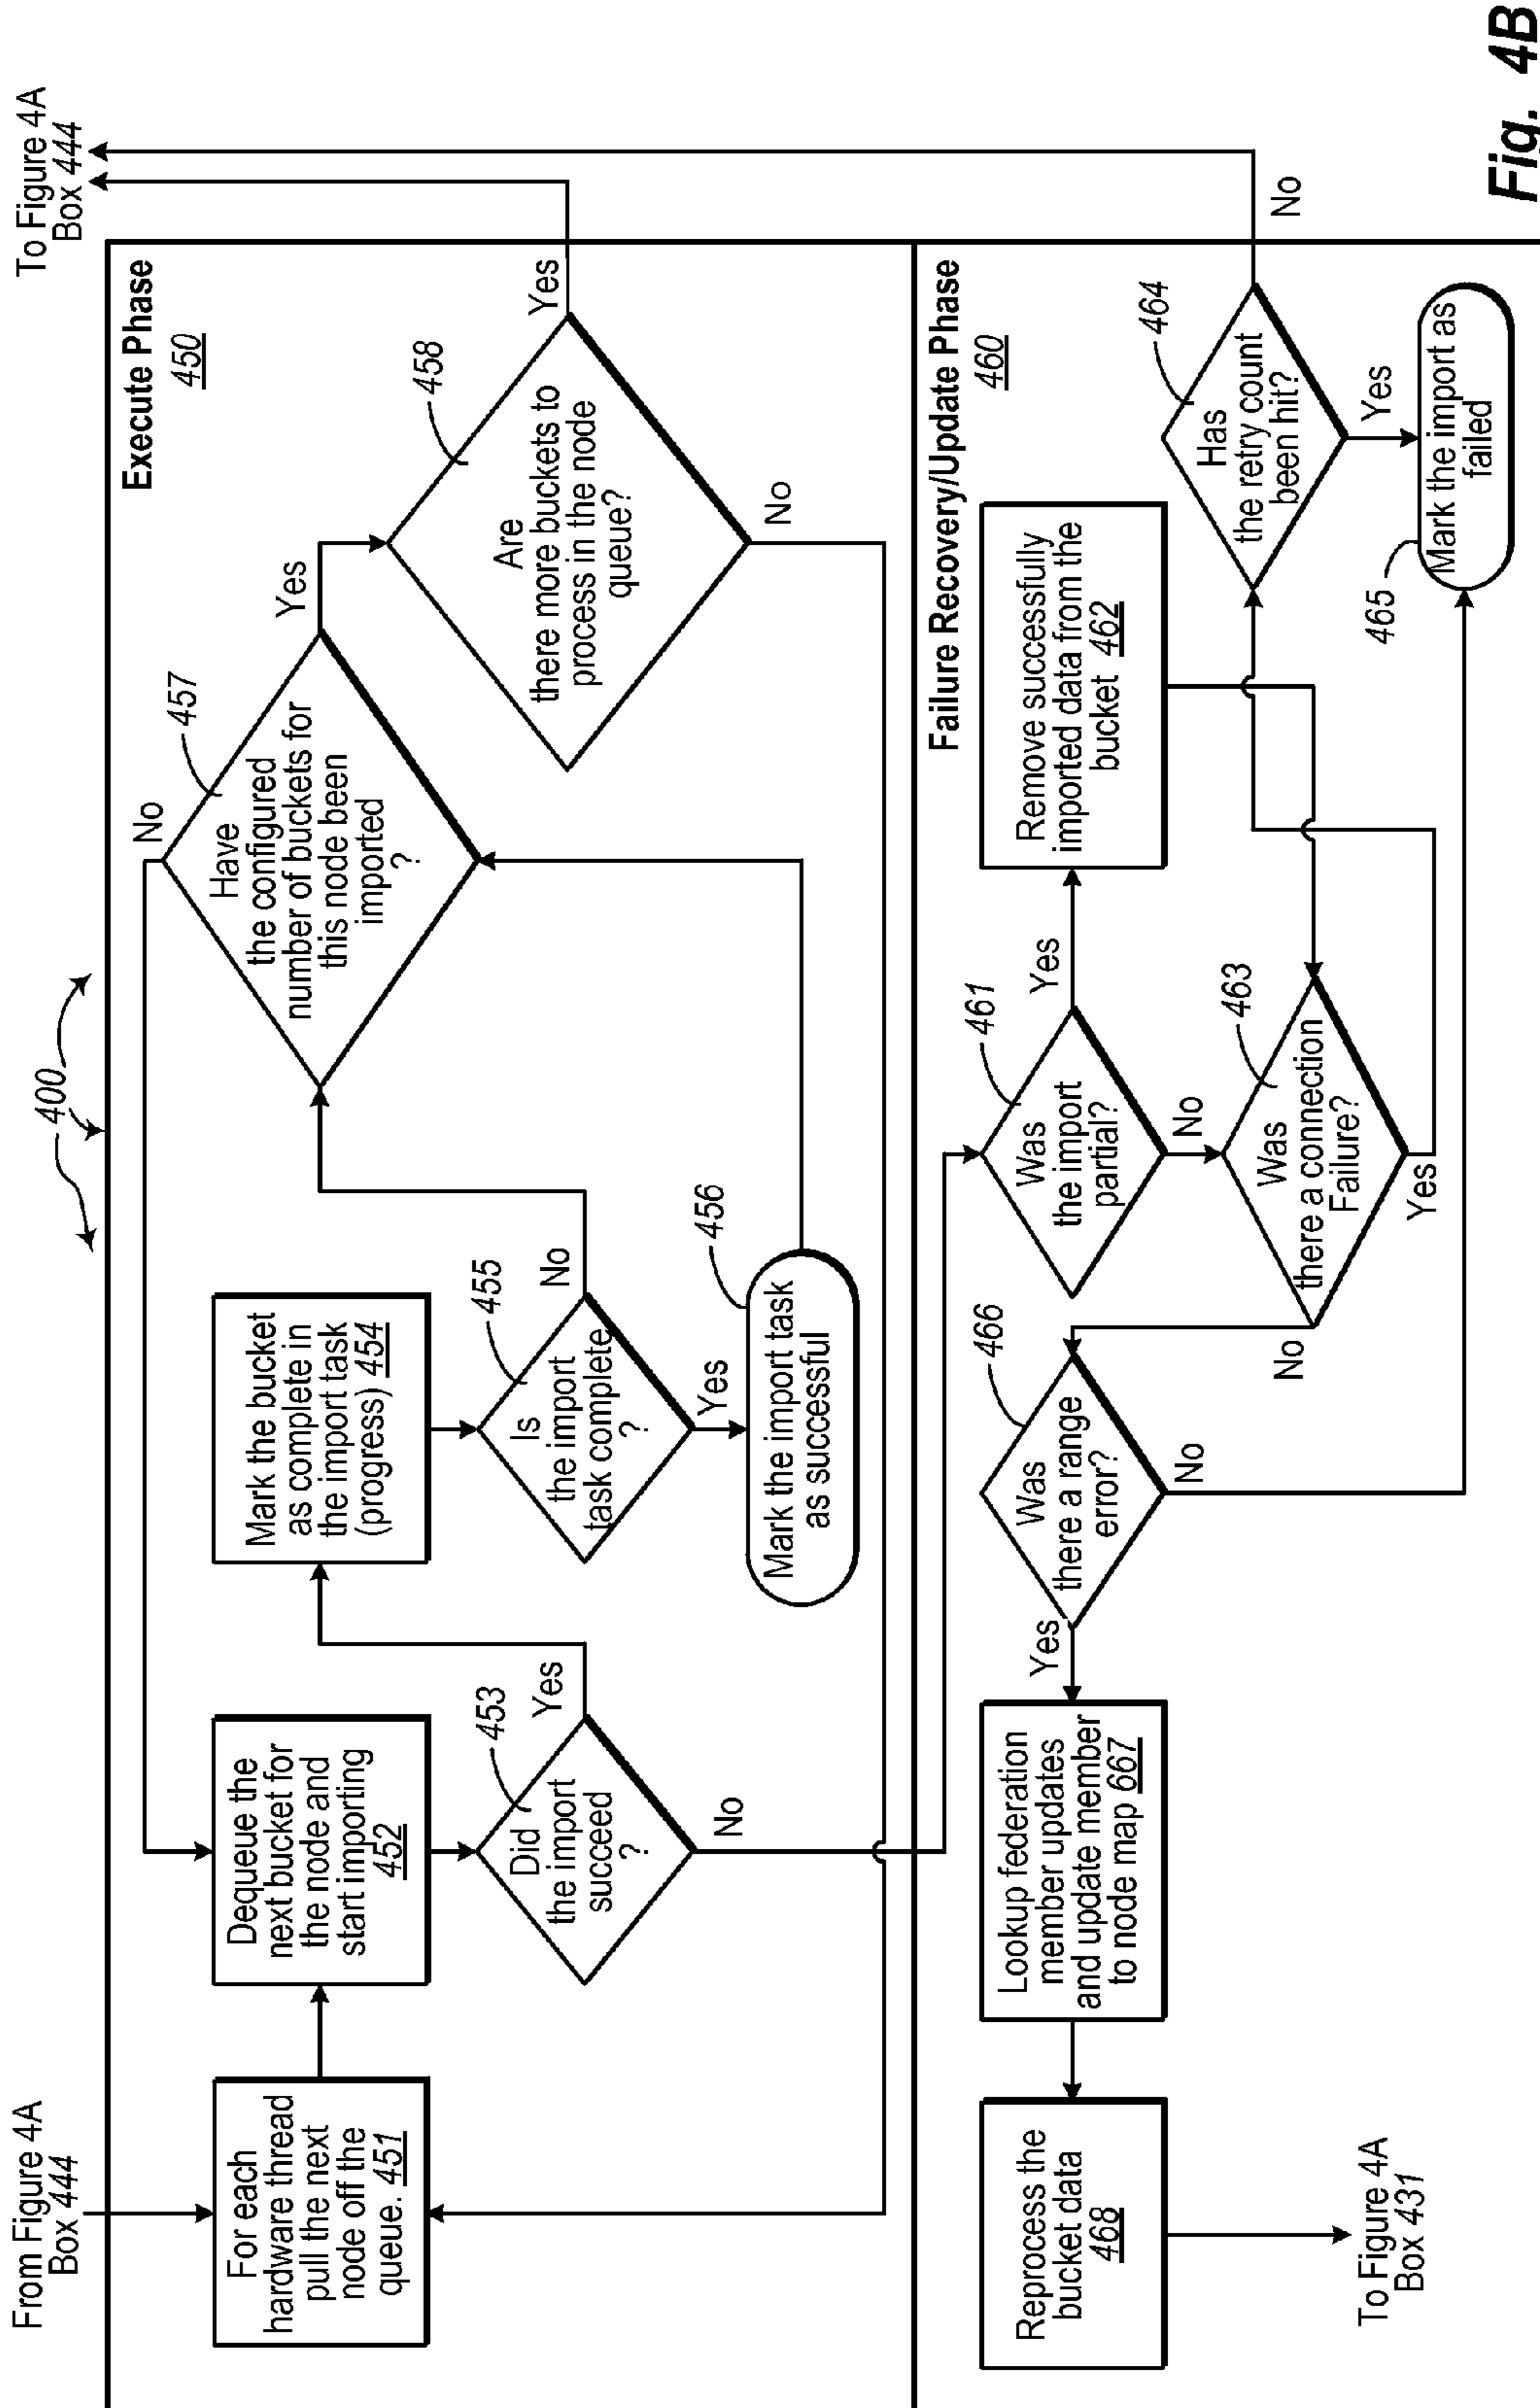 From Figure 4A
Box 444
400
To Figure 4A
Box 444
Execute Phase
450
For each
hardware thread
pull the next
node off the
queue. 451
Dequeue the
next bucket for
the node and
start importing
452
453
Did
the import
succeed
?
Yes
No
Mark the bucket
as complete in
the import task
(progress) 454
455
Is
the import
task complete
?
No
Yes
456
Mark the import task
as successful
457
Have
the configured
number of buckets for
this node been
imported
?
No
Yes
458
Are
there more buckets to
process in the node
queue?
Yes
No
Failure Recovery/Update Phase
460
461
Was
the import
partial?
Yes
No
Remove successfully
imported data from the
bucket 462
463
Was
there a connection
Failure?
No
Yes
464
Has
the retry count
been hit?
No
Yes
465
Mark the import as
failed
466
Was
there a range
error?
Yes
No
Lookup federation
member updates
and update member
to node map 667
Reprocess the
bucket data
468
To Figure 4A
Box 431
Fig. 4B